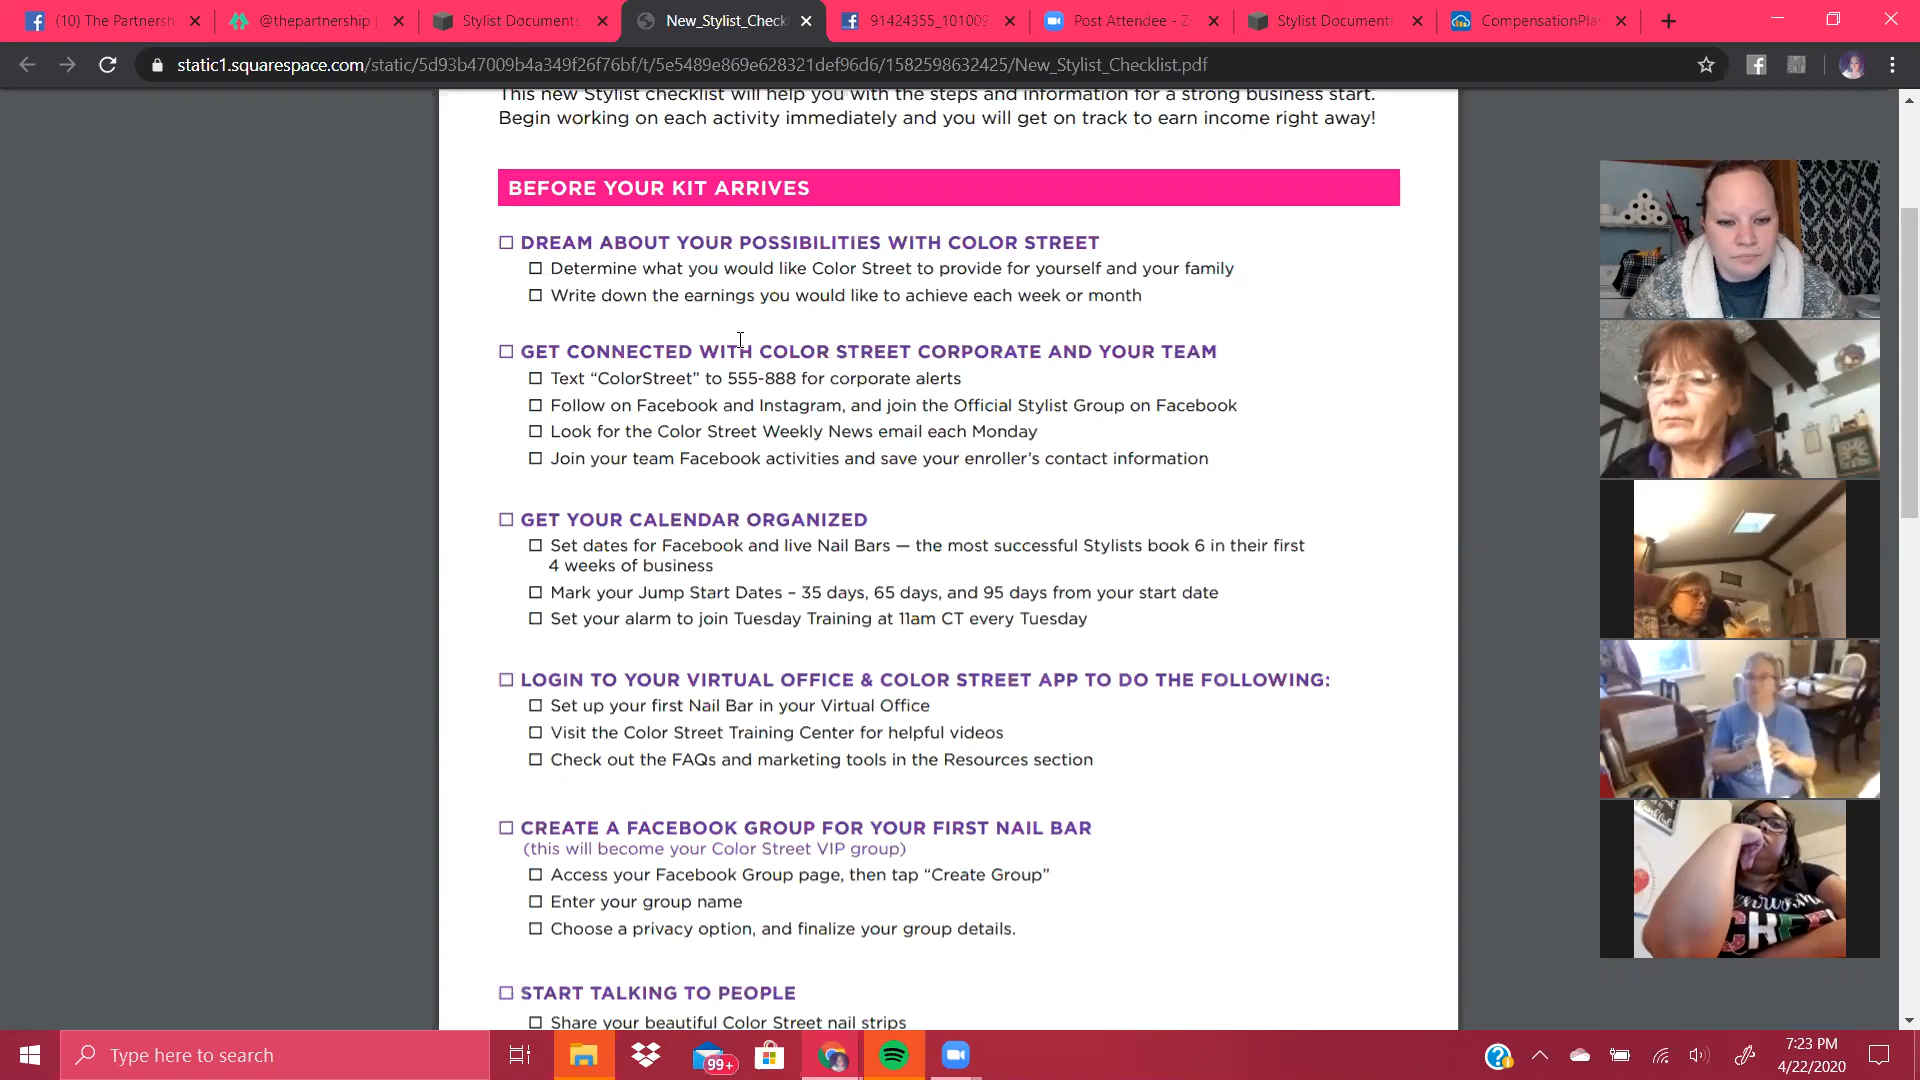 (10) The Partnersh
@thepartnership |
Stylist Documents
New_Stylist_Checkl
91424355_101009
Post Attendee - Z
Stylist Documents
CompensationPla
static1.squarespace.com/static/5d93b47009b4a349f26f76bf/t/5e5489e869e628321def96d6/1582598632425/New_Stylist_Checklist.pdf
This new Stylist checklist will help you with the steps and information for a strong business start.
Begin working on each activity immediately and you will get on track to earn income right away!
BEFORE YOUR KIT ARRIVES
DREAM ABOUT YOUR POSSIBILITIES WITH COLOR STREET
Determine what you would like Color Street to provide for yourself and your family
Write down the earnings you would like to achieve each week or month
GET CONNECTED WITH COLOR STREET CORPORATE AND YOUR TEAM
Text “ColorStreet” to 555-888 for corporate alerts
Follow on Facebook and Instagram, and join the Official Stylist Group on Facebook
Look for the Color Street Weekly News email each Monday
Join your team Facebook activities and save your enroller’s contact information
GET YOUR CALENDAR ORGANIZED
Set dates for Facebook and live Nail Bars — the most successful Stylists book 6 in their first
4 weeks of business
Mark your Jump Start Dates – 35 days, 65 days, and 95 days from your start date
Set your alarm to join Tuesday Training at 11am CT every Tuesday
LOGIN TO YOUR VIRTUAL OFFICE & COLOR STREET APP TO DO THE FOLLOWING:
Set up your first Nail Bar in your Virtual Office
Visit the Color Street Training Center for helpful videos
Check out the FAQs and marketing tools in the Resources section
CREATE A FACEBOOK GROUP FOR YOUR FIRST NAIL BAR
(this will become your Color Street VIP group)
Access your Facebook Group page, then tap “Create Group”
Enter your group name
Choose a privacy option, and finalize your group details.
START TALKING TO PEOPLE
Share your beautiful Color Street nail strips
Type here to search
99+
7:23 PM
4/22/2020